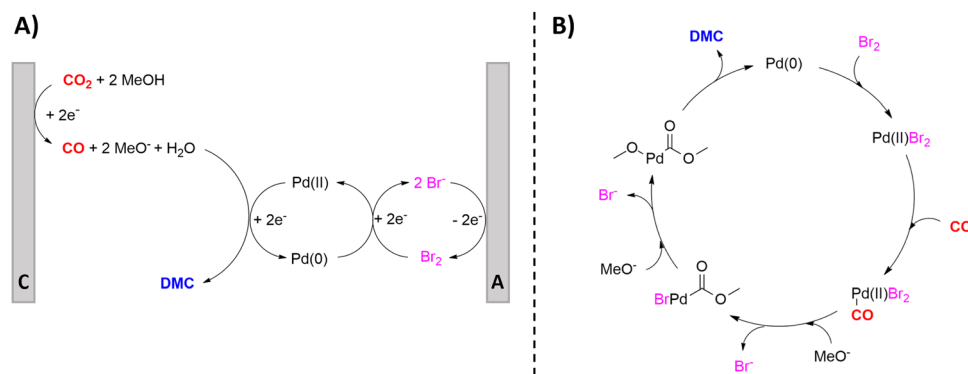 A)
CO₂ + 2 MeOH
+ 2e⁻
CO + 2 MeO⁻ + H₂O
Pd(II)
2 Br⁻
+ 2e⁻
+ 2e⁻
- 2e⁻
Pd(0)
Br₂
DMC
C
A
B)
DMC
Br₂
Pd(0)
Pd(II)Br₂
O
O
Pd
O
Br⁻
CO
MeO⁻
O
BrPd
O
Pd(II)Br₂
CO
MeO⁻
Br⁻